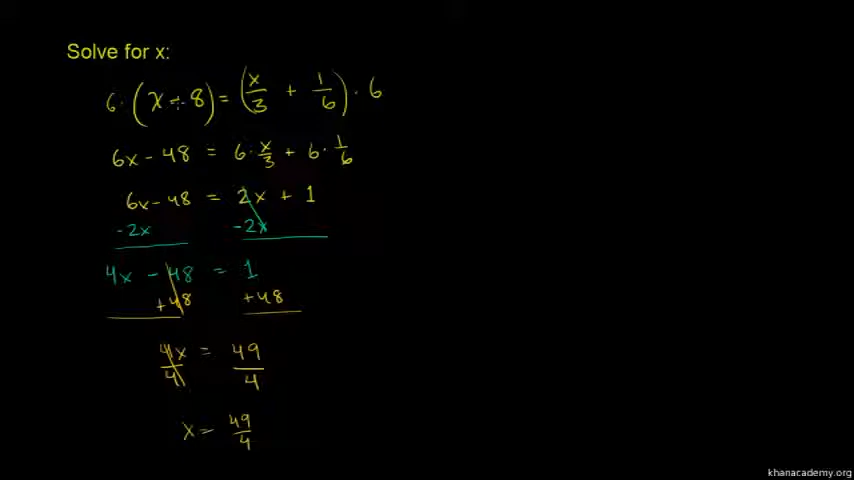 Solve for x:
6·(x-8)=(x/3 + 1/6)·6
6x-48 = 6·x/3 + 6·1/6
6x-48 = 2x + 1
-2x -2x
4x - 48 = 1
+48 +48
4x/4 = 49/4
x= 49/4
khanacademy.org